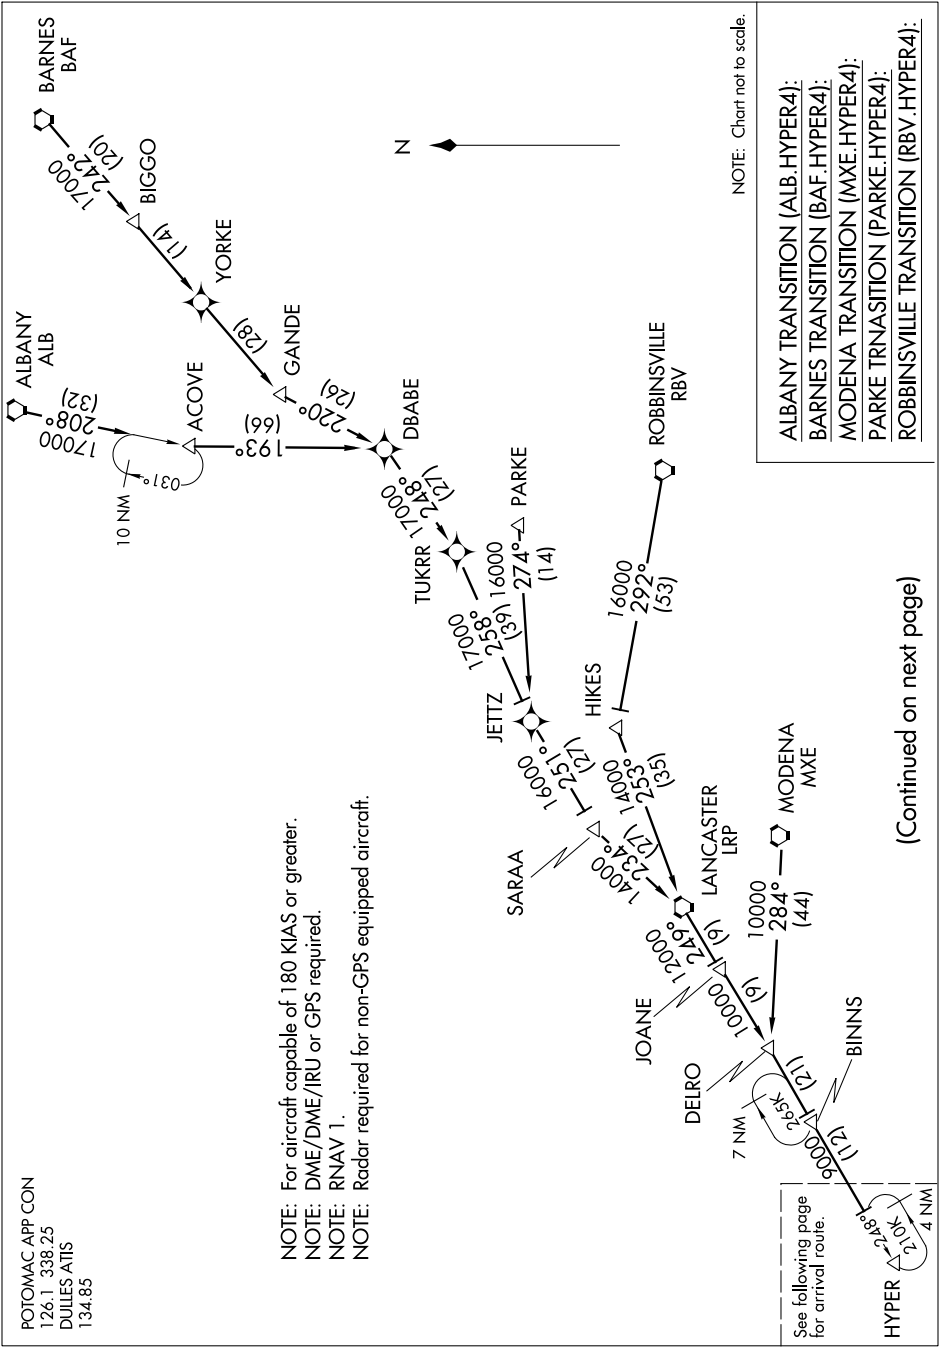 POTOMAC APP CON
126.1 338.25
DULLES ATIS
134.85
NOTE: For aircraft capable of 180 KIAS or greater.
NOTE: DME/DME/IRU or GPS required.
NOTE: RNAV 1.
NOTE: Radar required for non-GPS equipped aircraft.
ALBANY
ALB
17000
208°
(32)
10 NM
031°
ACOVE
193°
(66)
BARNES
BAF
17000
242°
(20)
BIGGO
(14)
YORKE
(28)
GANDE
220°
(26)
DBABE
17000
248°
(27)
TUKRR
17000
258°
(39)
PARKE
16000
274°
(14)
JETTZ
16000
251°
(27)
SARAA
14000
234°
(27)
ROBBINSVILLE
RBV
16000
292°
(53)
HIKES
14000
253°
(35)
LANCASTER
LRP
12000
249°
(9)
JOANE
10000
(9)
MODENA
MXE
10000
284°
(44)
DELRO
(21)
7 NM
265K
BINNS
9000
(12)
248°
210K
4 NM
HYPER
See following page
for arrival route.
N
NOTE: Chart not to scale.
ALBANY TRANSITION (ALB.HYPER4):
BARNES TRANSITION (BAF.HYPER4):
MODENA TRANSITION (MXE.HYPER4):
PARKE TRNASITION (PARKE.HYPER4):
ROBBINSVILLE TRANSITION (RBV.HYPER4):
(Continued on next page)